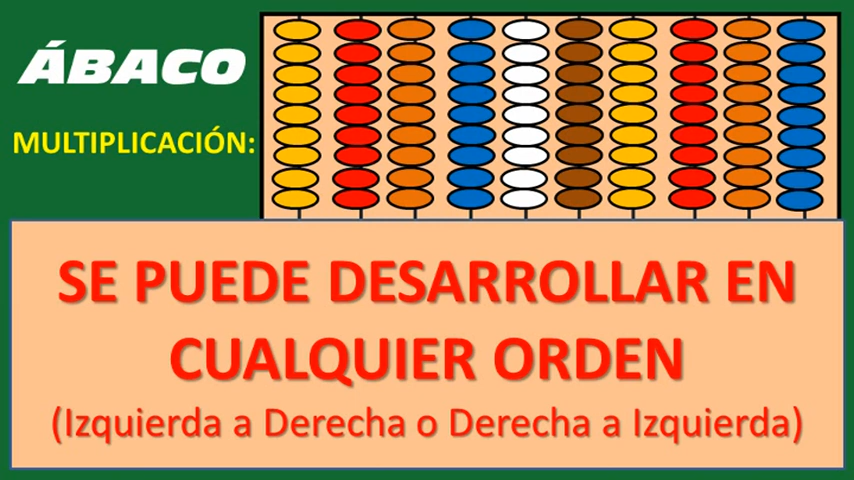 ÁBACO
MULTIPLICACIÓN:
SE PUEDE DESARROLLAR EN
CUALQUIER ORDEN
(Izquierda a Derecha o Derecha a Izquierda)